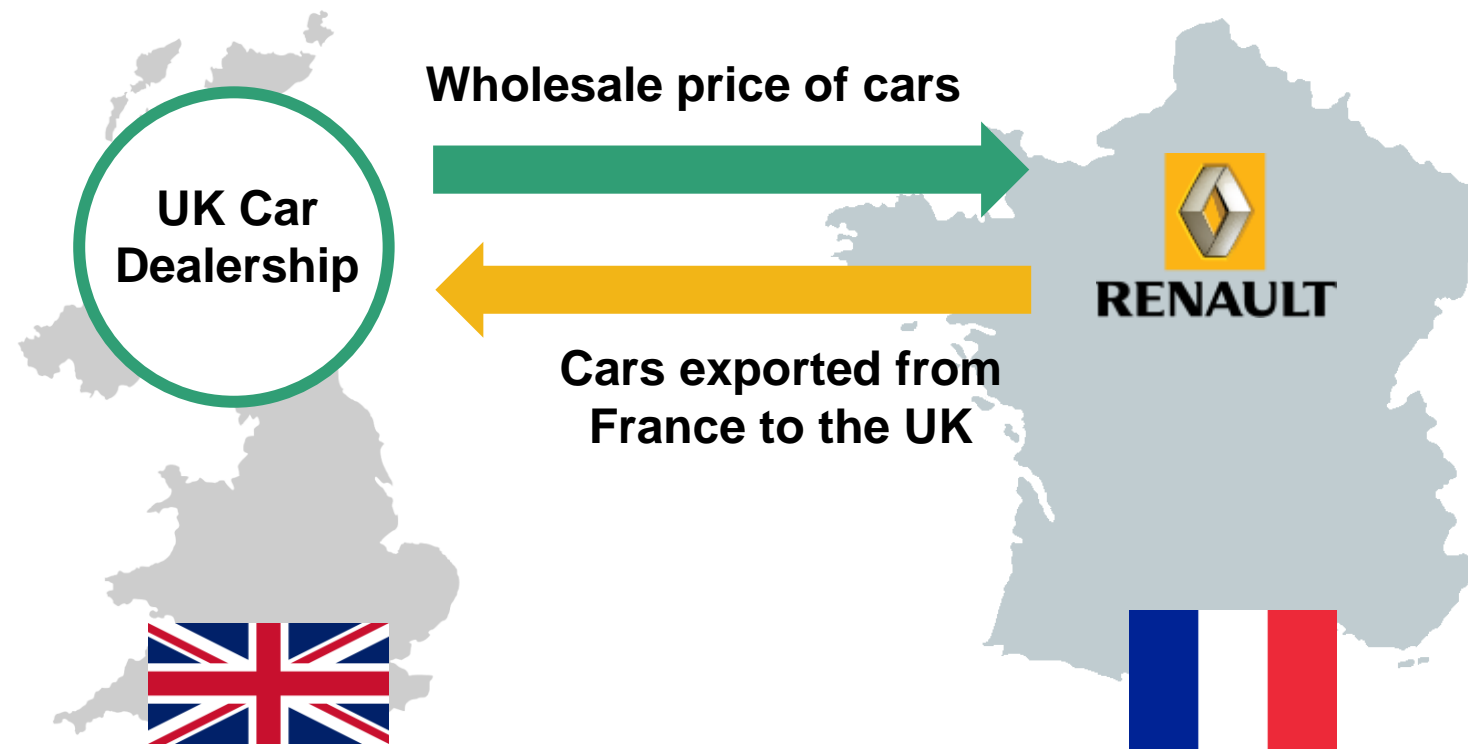 Wholesale price of cars
UK Car
Dealership
RENAULT
Cars exported from
France to the UK